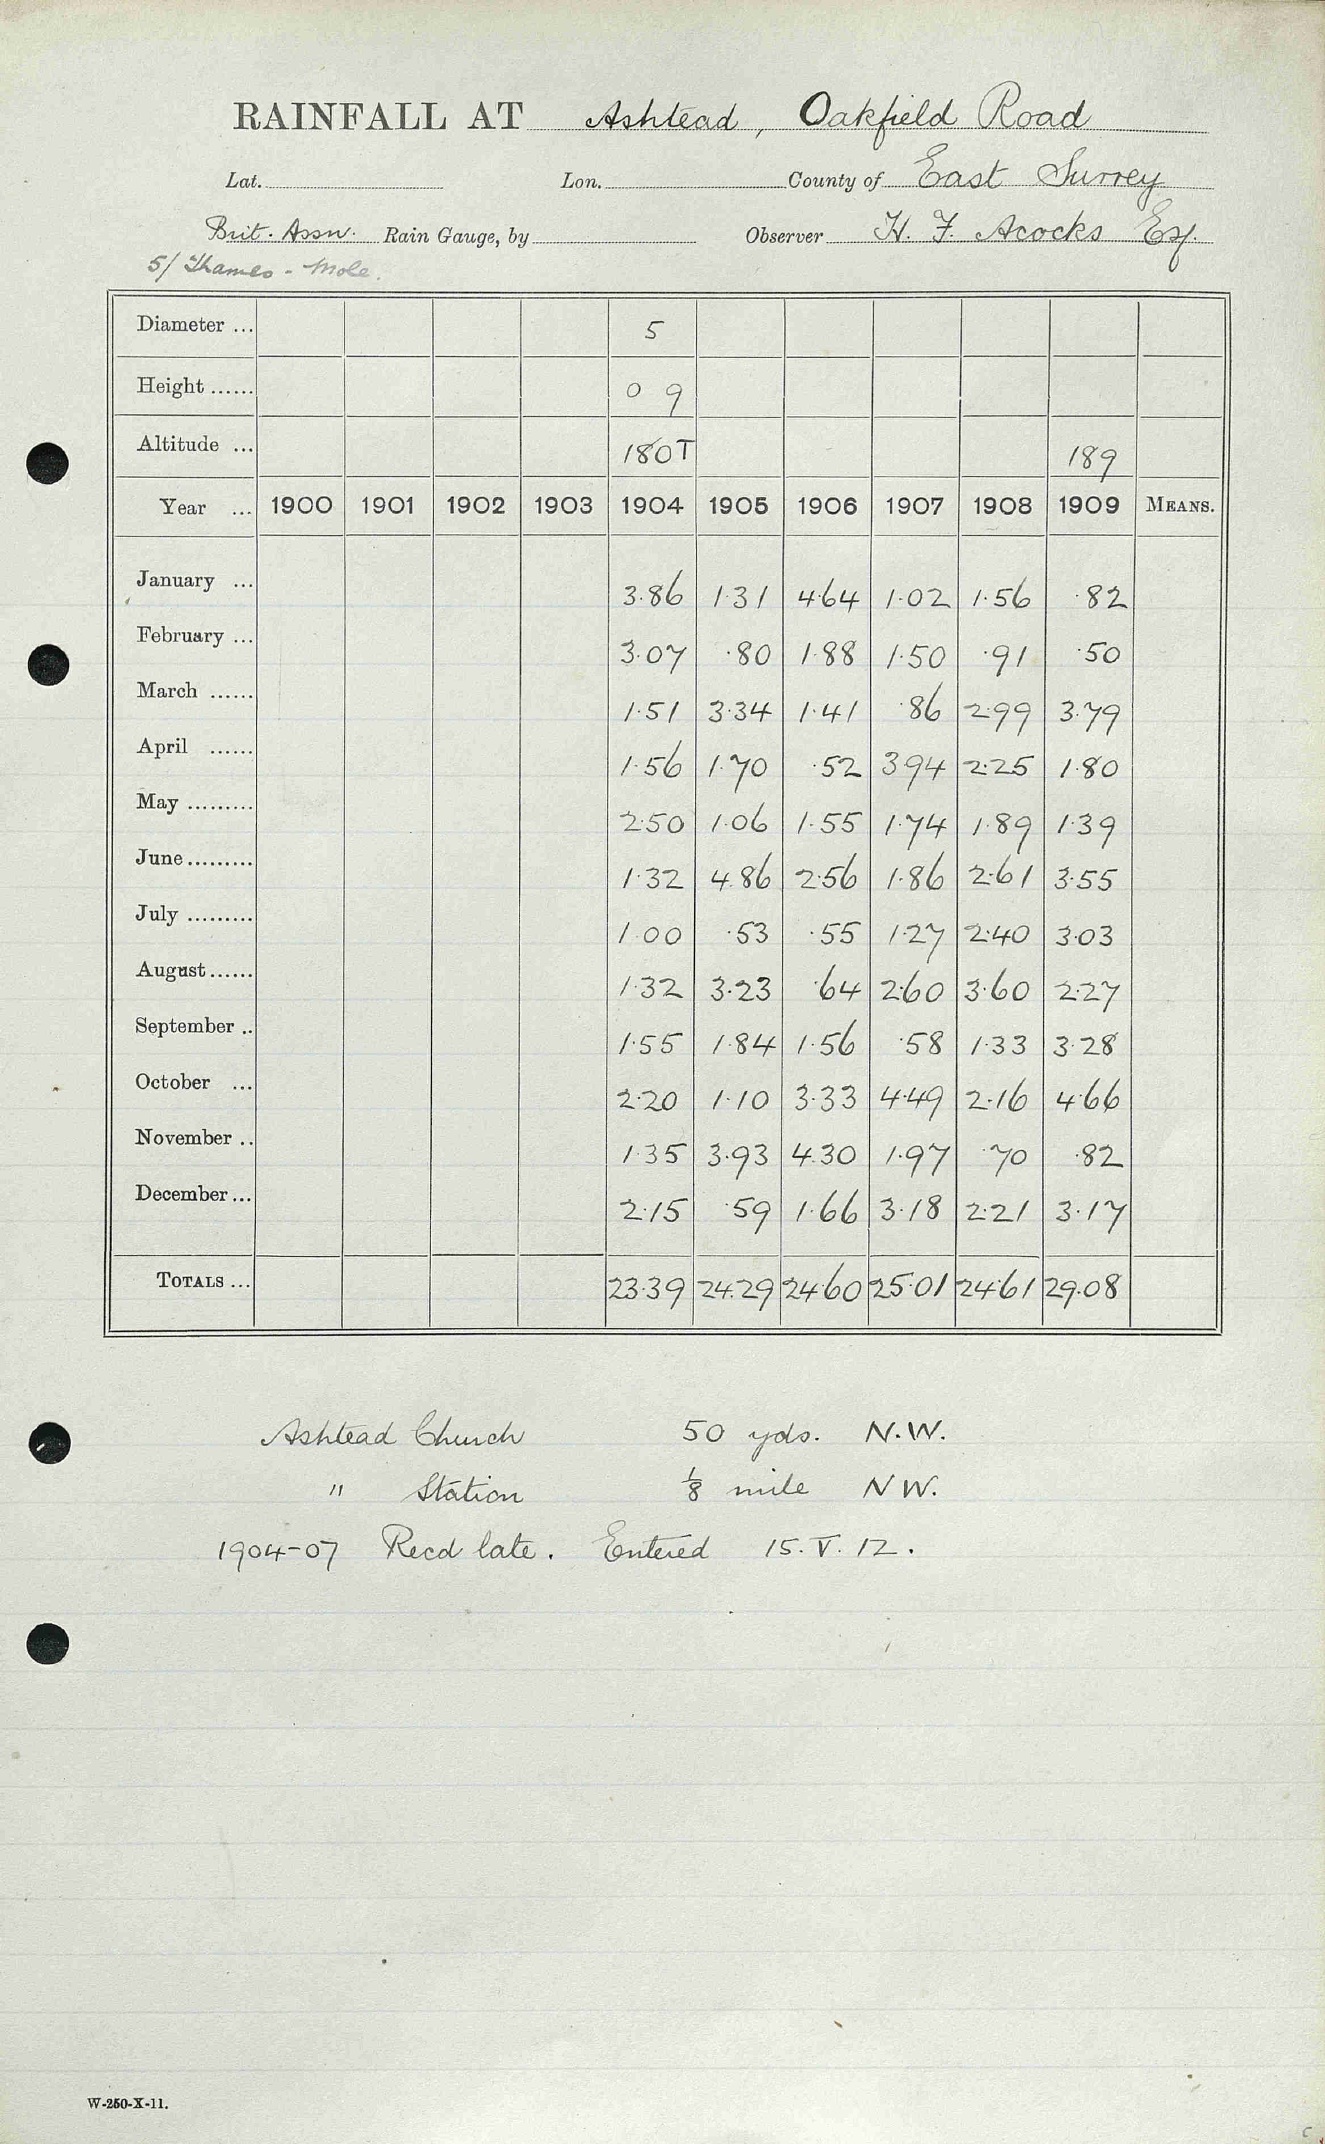 RAINFALL AT Ashtead, Oakfield Road
Lat. Lon. County of East Surrey
Brit. Assn. Rain Gauge, by Observer H. F. Acocks Esq.
5/ Thames - Mole.
Diameter ... 5
Height ...... 0 9
Altitude ... 180T 189
Year ... 1900 1901 1902 1903 1904 1905 1906 1907 1908 1909 MEANS.
January ... 3.86 1.31 4.64 1.02 1.56 .82
February ... 3.07 .80 1.88 1.50 .91 .50
March ...... 1.51 3.34 1.41 .86 2.99 3.79
April ...... 1.56 1.70 .52 3.94 2.25 1.80
May ......... 2.50 1.06 1.55 1.74 1.89 1.39
June ......... 1.32 4.86 2.56 1.86 2.61 3.55
July ......... 1.00 .53 .55 1.27 2.40 3.03
August ...... 1.32 3.23 .64 2.60 3.60 2.27
September .. 1.55 1.84 1.56 .58 1.33 3.28
October ... 2.20 1.10 3.33 4.49 2.16 4.66
November .. 1.35 3.93 4.30 1.97 .70 .82
December ... 2.15 .59 1.66 3.18 2.21 3.17
TOTALS ... 23.39 24.29 24.60 25.01 24.61 29.08
Ashtead Church 50 yds. N.W.
" Station 1/8 mile NW.
1904-07 Recd late. Entered 15. V. 12.
W-250-X-11.